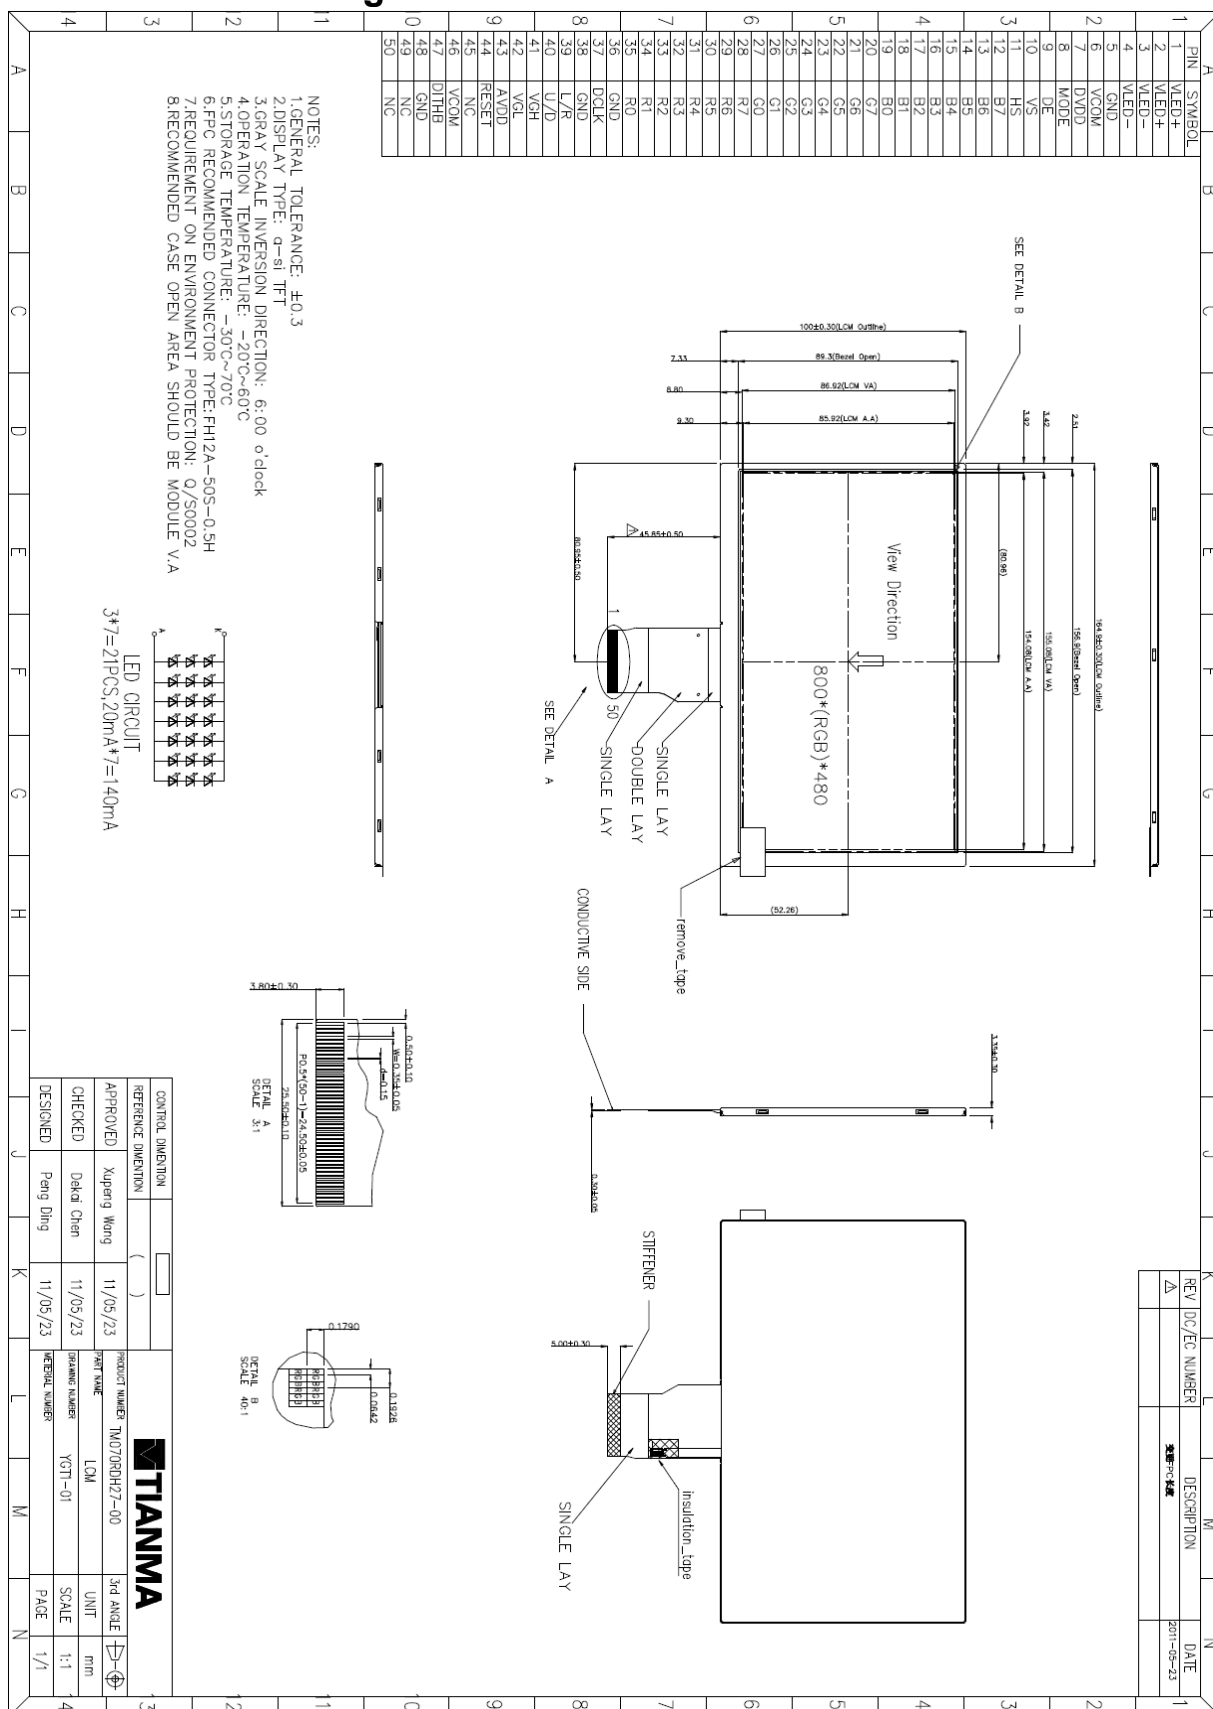 PIN SYMBOL
1 VLED+
2 VLED+
3 VLED-
4 VLED-
5 GND
6 VCOM
7 DVDD
8 MODE
9 DE
10 VS
11 HS
12 B7
13 B6
14 B5
15 B4
16 B3
17 B2
18 B1
19 B0
20 G7
21 G6
22 G5
23 G4
24 G3
25 G2
26 G1
27 G0
28 R7
29 R6
30 R5
31 R4
32 R3
33 R2
34 R1
35 R0
36 GND
37 DCLK
38 GND
39 L/R
40 U/D
41 VGH
42 VGL
43 AVDD
44 RESET
45 NC
46 VCOM
47 DITHB
48 GND
49 NC
50 NC
NOTES:
1.GENERAL TOLERANCE: ±0.3
2.DISPLAY TYPE: a-si TFT
3.GRAY SCALE INVERSION DIRECTION: 6:00 o'clock
4.OPERATION TEMPERATURE: -20°C~60°C
5.STORAGE TEMPERATURE: -30°C~70°C
6.FPC RECOMMENDED CONNECTOR TYPE:FH12A-50S-0.5H
7.REQUIREMENT ON ENVIRONMENT PROTECTION: Q/S0002
8.RECOMMENDED CASE OPEN AREA SHOULD BE MODULE V.A
SEE DETAIL B
100±0.30(LCM Outline)
89.3(Bezel Open)
86.92(LCM VA)
85.92(LCM A.A)
7.33
8.80
9.30
2.51
3.42
3.92
164.9±0.30(LCM Outline)
156.9(Bezel Open)
155.08(LCM VA)
154.08(LCM A.A)
(80.96)
View Direction
800*(RGB)*480
45.85±0.50
80.95±0.50
1
50
SEE DETAIL A
SINGLE LAY
DOUBLE LAY
SINGLE LAY
(52.26)
remove_tape
CONDUCTIVE SIDE
A
K
LED CIRCUIT
3*7=21PCS,20mA*7=140mA
3.80±0.30
0.50±0.10
W=0.35±0.05
d=0.15
P0.5*(50-1)=24.50±0.05
25.50±0.10
DETAIL A
SCALE 3:1
3.35±0.30
0.30±0.05
STIFFENER
5.00±0.30
SINGLE LAY
insulation_tape
0.1790
0.1926
0.0642
RGBRGB
RGBRGB
DETAIL B
SCALE 40:1
REV DC/EC NUMBER DESCRIPTION DATE
2011-05-23
CONTROL DIMENTION
REFERENCE DIMENTION ( )
APPROVED Xupeng Wang 11/05/23
CHECKED Dekai Chen 11/05/23
DESIGNED Peng Ding 11/05/23
TIANMA
PRODUCT NUMBER TM070RDH27-00 3rd ANGLE
PART NAME LCM UNIT mm
DRAWING NUMBER YGT1-01 SCALE 1:1
METERIAL NUMBER PAGE 1/1